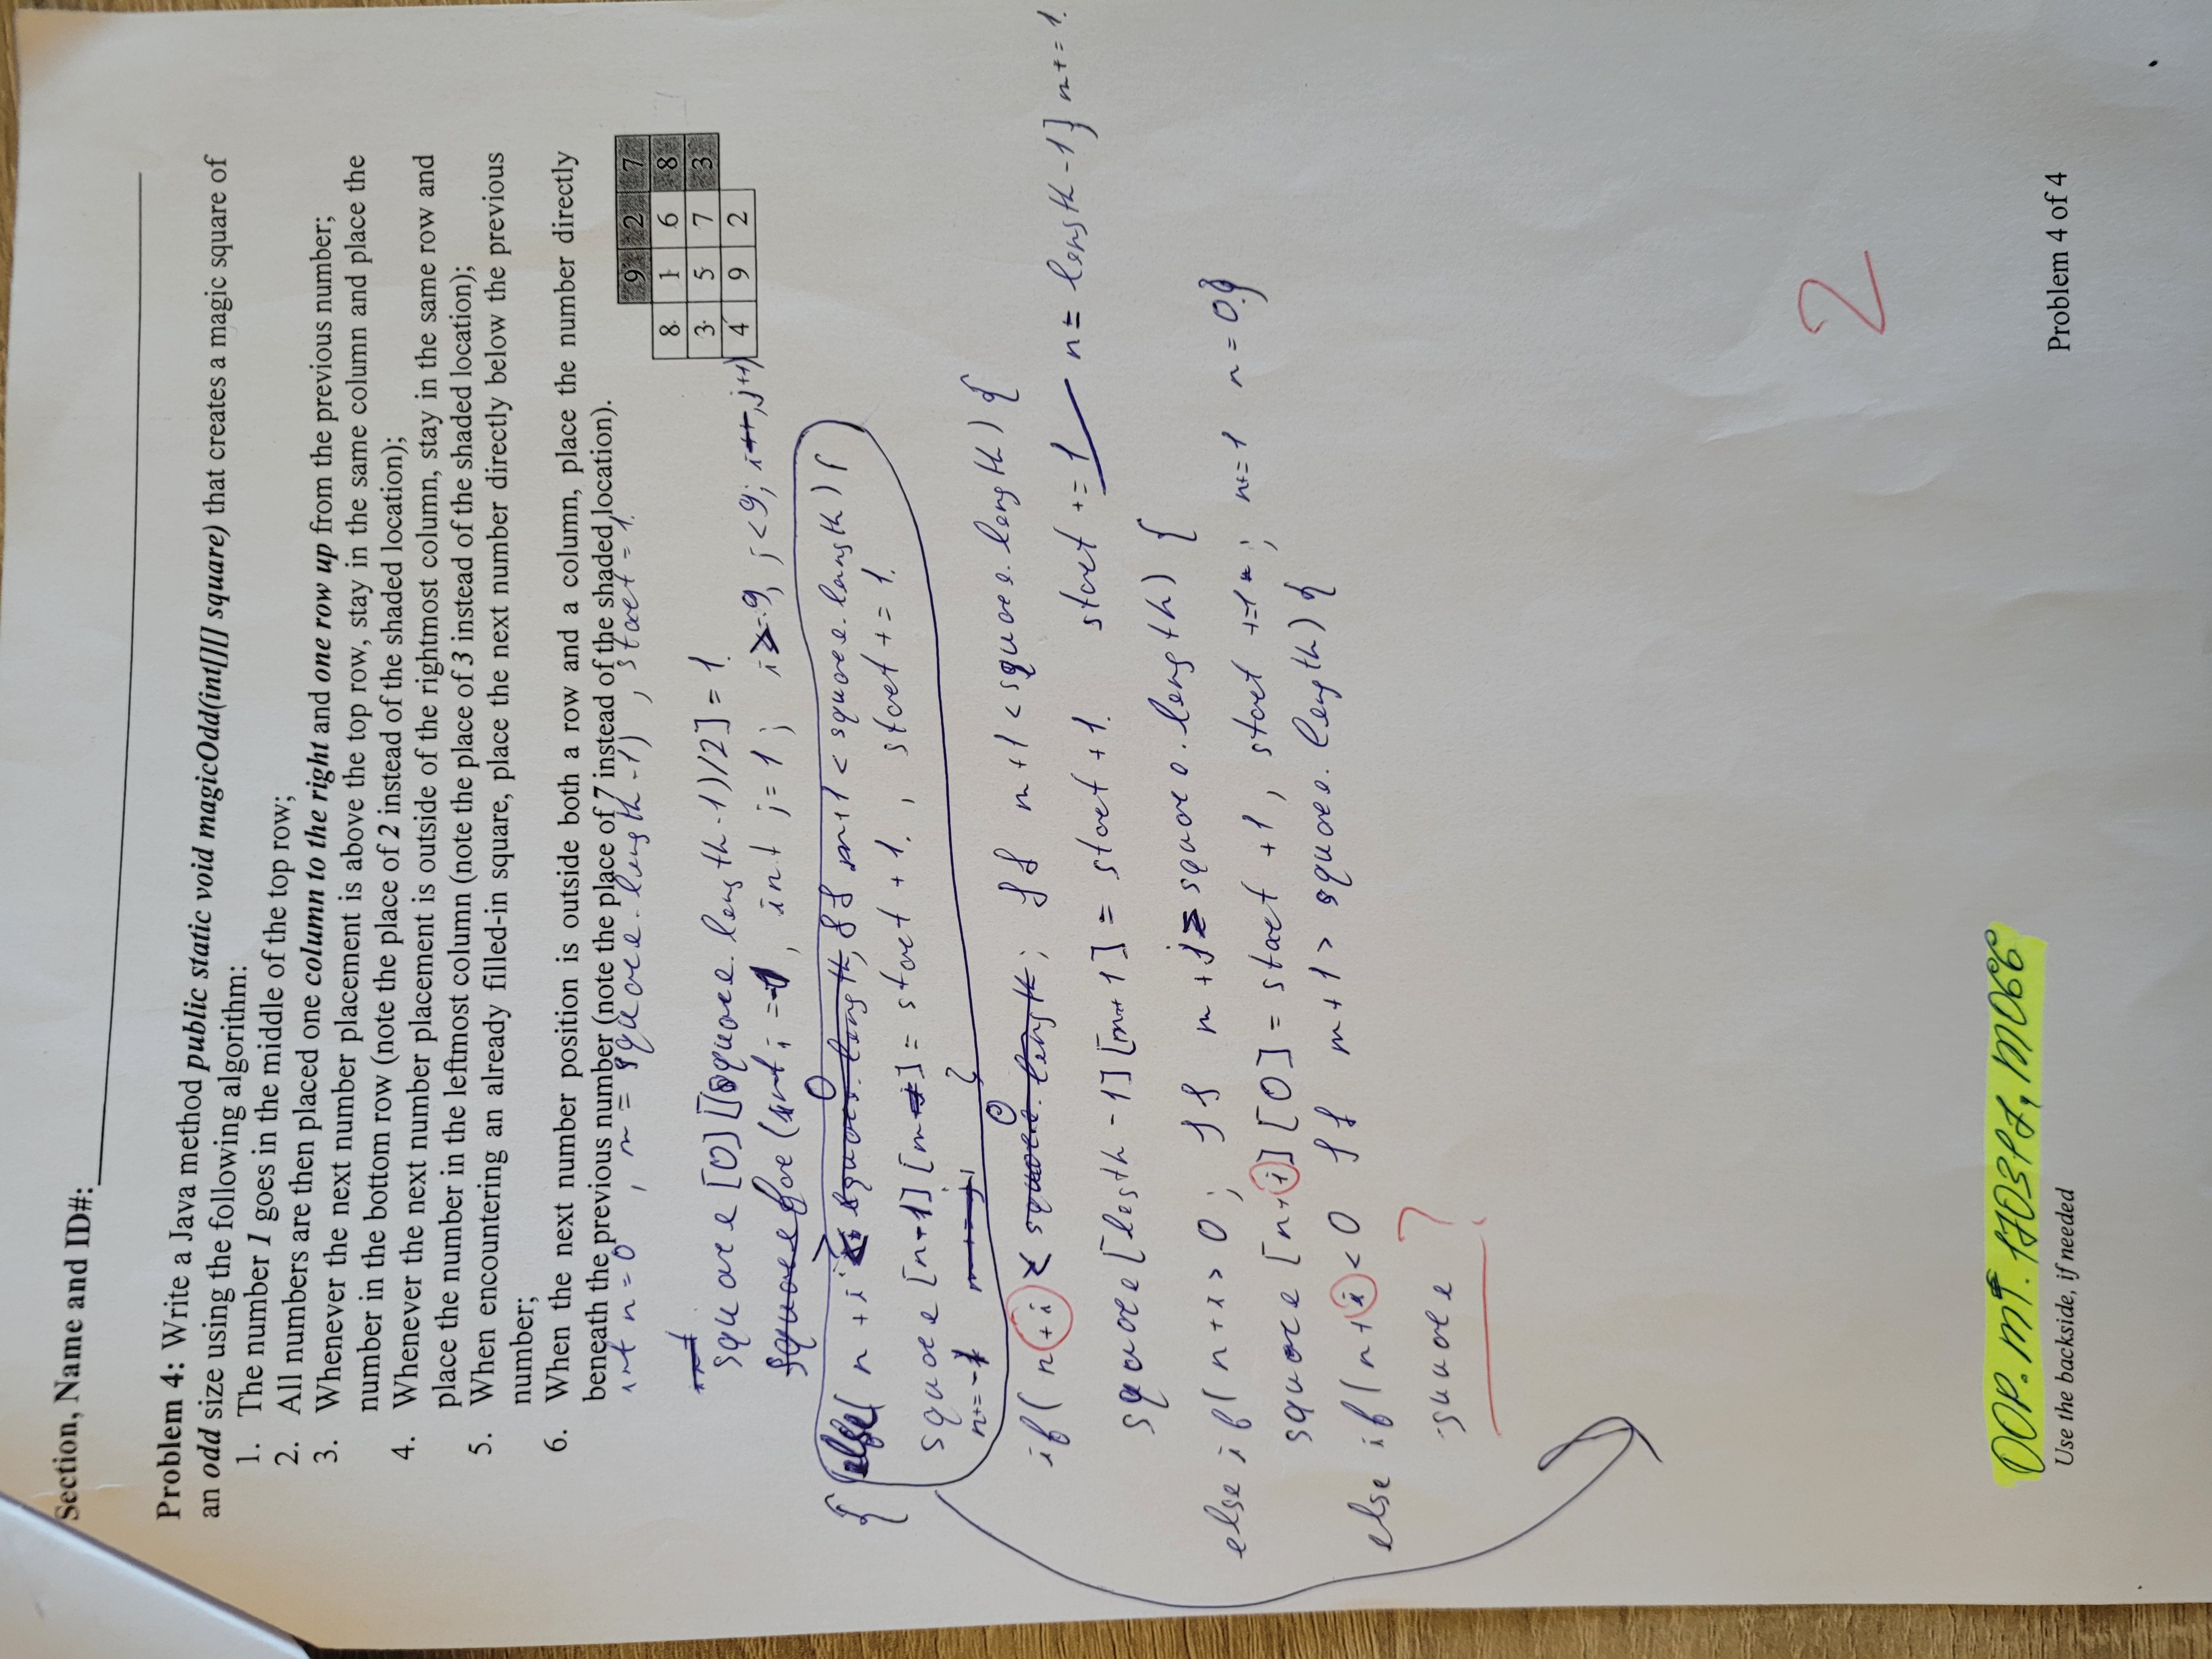 Section, Name and ID#:
Problem 4: Write a Java method public static void magicOdd(int[][] square) that creates a magic square of
an odd size using the following algorithm:
1. The number 1 goes in the middle of the top row;
2. All numbers are then placed one column to the right and one row up from the previous number;
3. Whenever the next number placement is above the top row, stay in the same column and place the
number in the bottom row (note the place of 2 instead of the shaded location);
4. Whenever the next number placement is outside of the rightmost column, stay in the same row and
place the number in the leftmost column (note the place of 3 instead of the shaded location);
5. When encountering an already filled-in square, place the next number directly below the previous
number;
6. When the next number position is outside both a row and a column, place the number directly
beneath the previous number (note the place of 7 instead of the shaded location).
int n = 0 , m = square.length-1) , start = 1.
9 2 7
8 1 6 8
3 5 7 3
4 9 2
square [0][(square.length-1)/2] = 1.
for (int i = -1, int j = 1; i>-9, j<9; i, j++)
{ else( n + i > 0 && m+1 < square.length) {
square [n-1] [m] = start + 1. , start += 1.
n+= -1 }
if( n + i < 0 ; && m+1 < square.length) {
square [legth -1] [m+1] = start + 1. start += 1 n = length -1} m += 1.
else if( n + i > 0 ; && m + j ≥ square.length) {
square [n+i] [0] = start +1, start +=1 ; n+=1 n = 0.}
else if( n+i < 0 && m+1 > square.length) {
square ?
2
OOP.MT.170317, M066
Use the backside, if needed
Problem 4 of 4